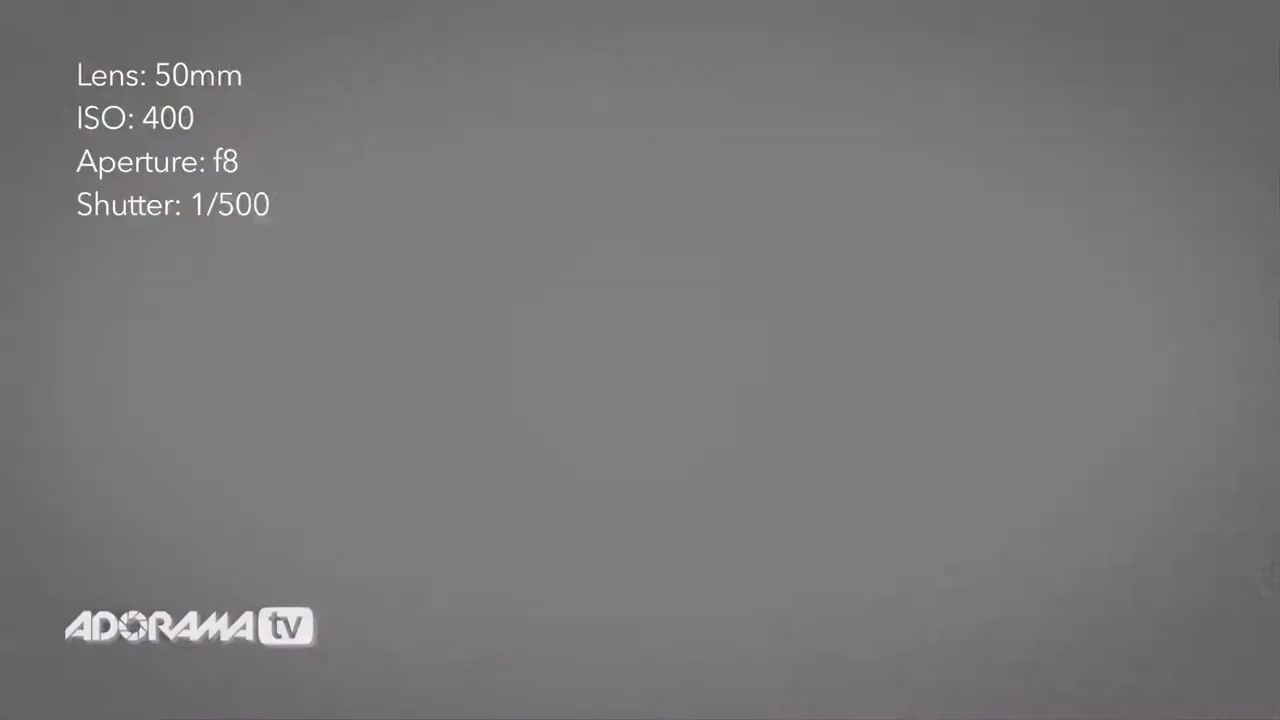 Lens: 50mm
ISO: 400
Aperture: f8
Shutter: 1/500
ADORAMA tv